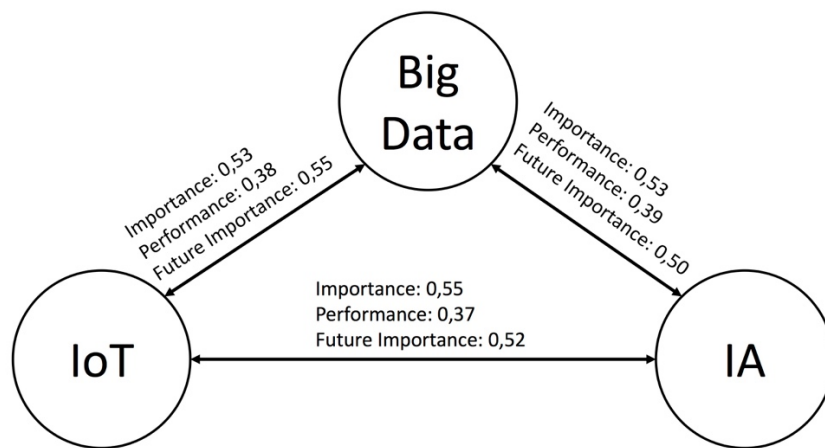 Big
Data
Importance: 0,53
Performance: 0,38
Future Importance: 0,55
Importance: 0,53
Performance: 0,39
Future Importance: 0,50
Importance: 0,55
Performance: 0,37
Future Importance: 0,52
IoT
IA